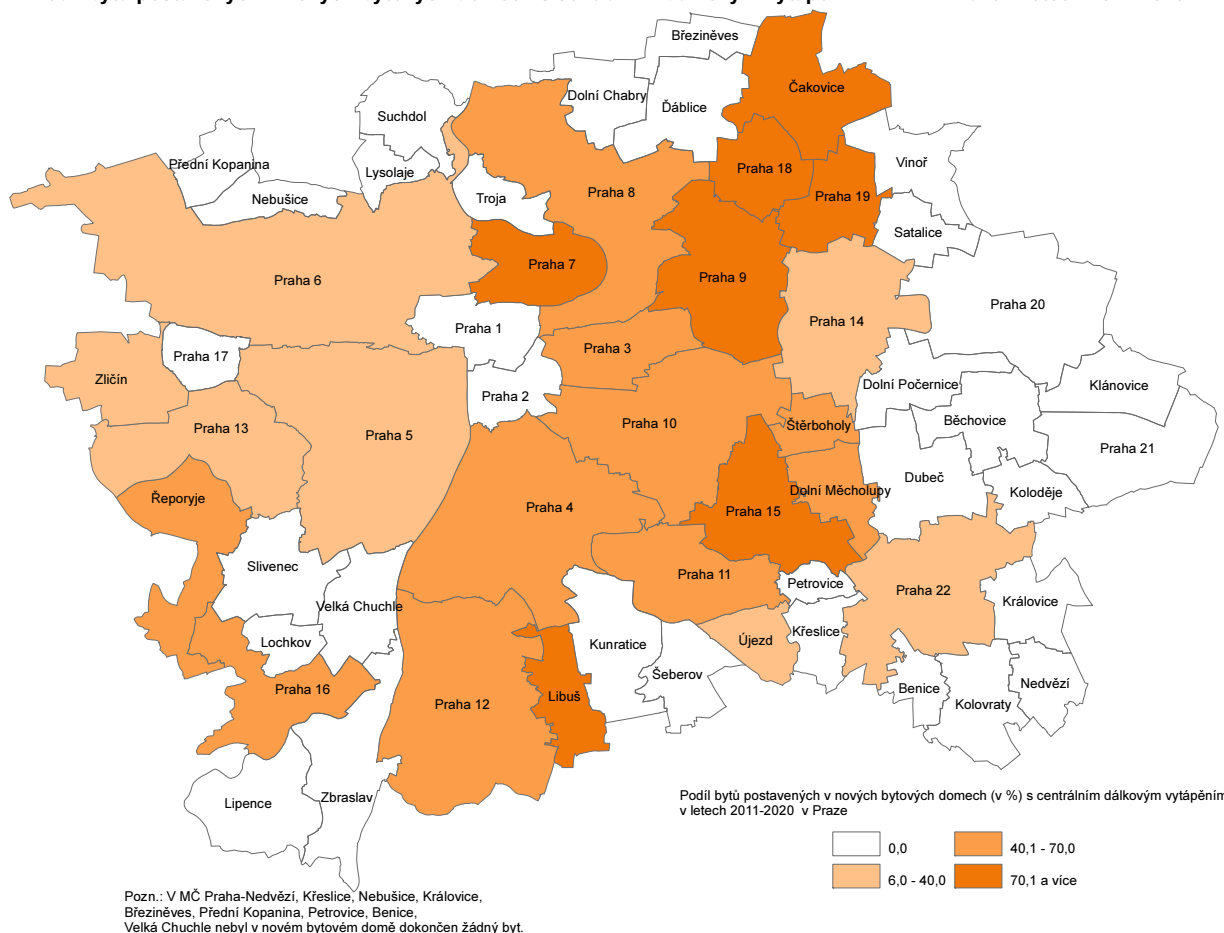 Březiněves
Čakovice
Dolní Chabry
Ďáblice
Suchdol
Přední Kopanina
Lysolaje
Nebušice
Troja
Praha 8
Praha 18
Vinoř
Praha 19
Satalice
Praha 7
Praha 9
Praha 6
Praha 20
Praha 1
Praha 14
Praha 3
Praha 17
Zličín
Praha 2
Dolní Počernice
Klánovice
Běchovice
Praha 13
Praha 5
Praha 10
Štěrboholy
Praha 21
Dubeč
Řeporyje
Dolní Měcholupy
Koloděje
Praha 4
Praha 15
Slivenec
Praha 11
Petrovice
Praha 22
Velká Chuchle
Královice
Lochkov
Kunratice
Újezd
Křeslice
Šeberov
Praha 16
Praha 12
Libuš
Benice
Nedvězí
Kolovraty
Lipence
Zbraslav
Podíl bytů postavených v nových bytových domech (v %) s centrálním dálkovým vytápěním
v letech 2011-2020 v Praze
0,0
40,1 - 70,0
6,0 - 40,0
70,1 a více
Pozn.: V MČ Praha-Nedvězí, Křeslice, Nebušice, Královice,
Březiněves, Přední Kopanina, Petrovice, Benice,
Velká Chuchle nebyl v novém bytovém domě dokončen žádný byt.